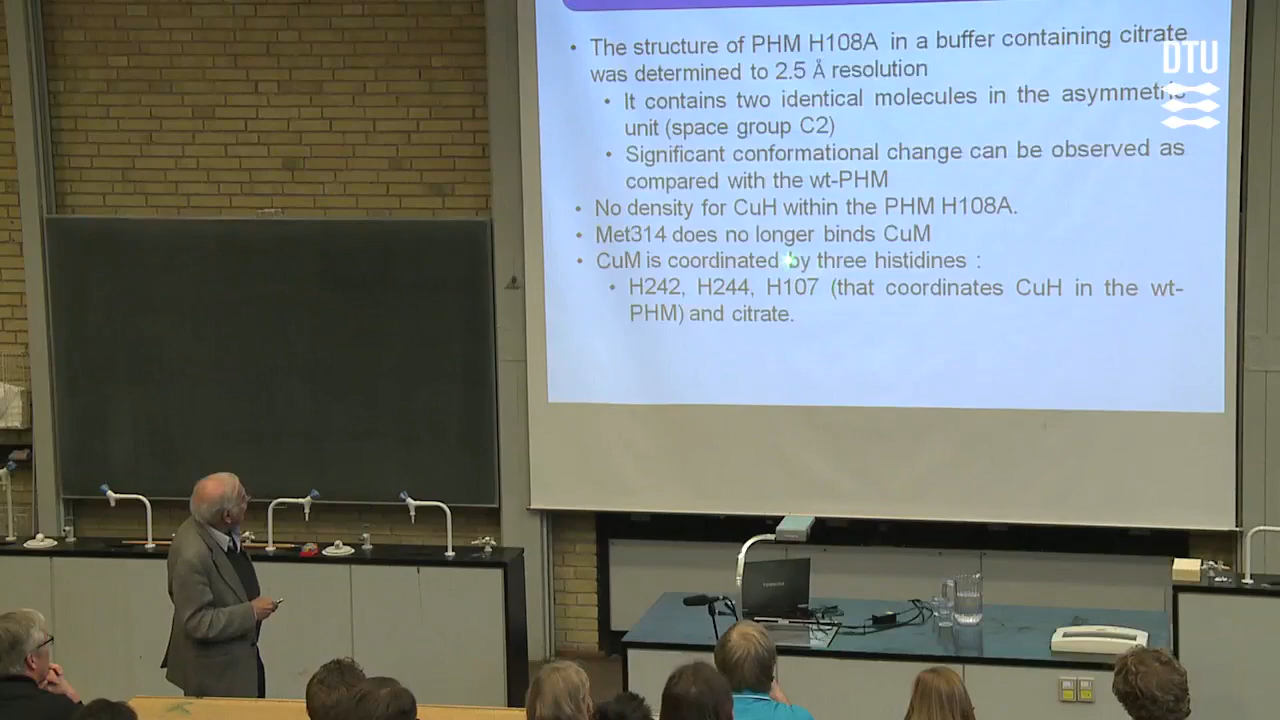 • The structure of PHM H108A in a buffer containing citrate
was determined to 2.5 Å resolution
• It contains two identical molecules in the asymmetric
unit (space group C2)
• Significant conformational change can be observed as
compared with the wt-PHM
• No density for CuH within the PHM H108A.
• Met314 does no longer binds CuM
• CuM is coordinated by three histidines :
• H242, H244, H107 (that coordinates CuH in the wt-
PHM) and citrate.
DTU
TOSHIBA